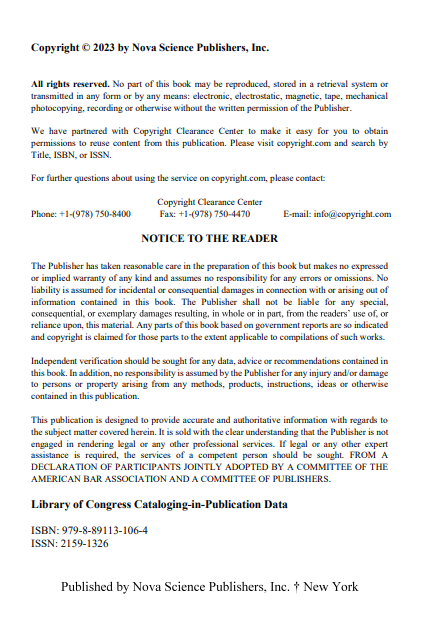 Copyright © 2023 by Nova Science Publishers, Inc.
All rights reserved. No part of this book may be reproduced, stored in a retrieval system or
transmitted in any form or by any means: electronic, electrostatic, magnetic, tape, mechanical
photocopying, recording or otherwise without the written permission of the Publisher.
We have partnered with Copyright Clearance Center to make it easy for you to obtain
permissions to reuse content from this publication. Please visit copyright.com and search by
Title, ISBN, or ISSN.
For further questions about using the service on copyright.com, please contact:
Copyright Clearance Center
Phone: +1-(978) 750-8400 Fax: +1-(978) 750-4470 E-mail: info@copyright.com
NOTICE TO THE READER
The Publisher has taken reasonable care in the preparation of this book but makes no expressed
or implied warranty of any kind and assumes no responsibility for any errors or omissions. No
liability is assumed for incidental or consequential damages in connection with or arising out of
information contained in this book. The Publisher shall not be liable for any special,
consequential, or exemplary damages resulting, in whole or in part, from the readers' use of, or
reliance upon, this material. Any parts of this book based on government reports are so indicated
and copyright is claimed for those parts to the extent applicable to compilations of such works.
Independent verification should be sought for any data, advice or recommendations contained in
this book. In addition, no responsibility is assumed by the Publisher for any injury and/or damage
to persons or property arising from any methods, products, instructions, ideas or otherwise
contained in this publication.
This publication is designed to provide accurate and authoritative information with regards to
the subject matter covered herein. It is sold with the clear understanding that the Publisher is not
engaged in rendering legal or any other professional services. If legal or any other expert
assistance is required, the services of a competent person should be sought. FROM A
DECLARATION OF PARTICIPANTS JOINTLY ADOPTED BY A COMMITTEE OF THE
AMERICAN BAR ASSOCIATION AND A COMMITTEE OF PUBLISHERS.
Library of Congress Cataloging-in-Publication Data
ISBN: 979-8-89113-106-4
ISSN: 2159-1326
Published by Nova Science Publishers, Inc. † New York